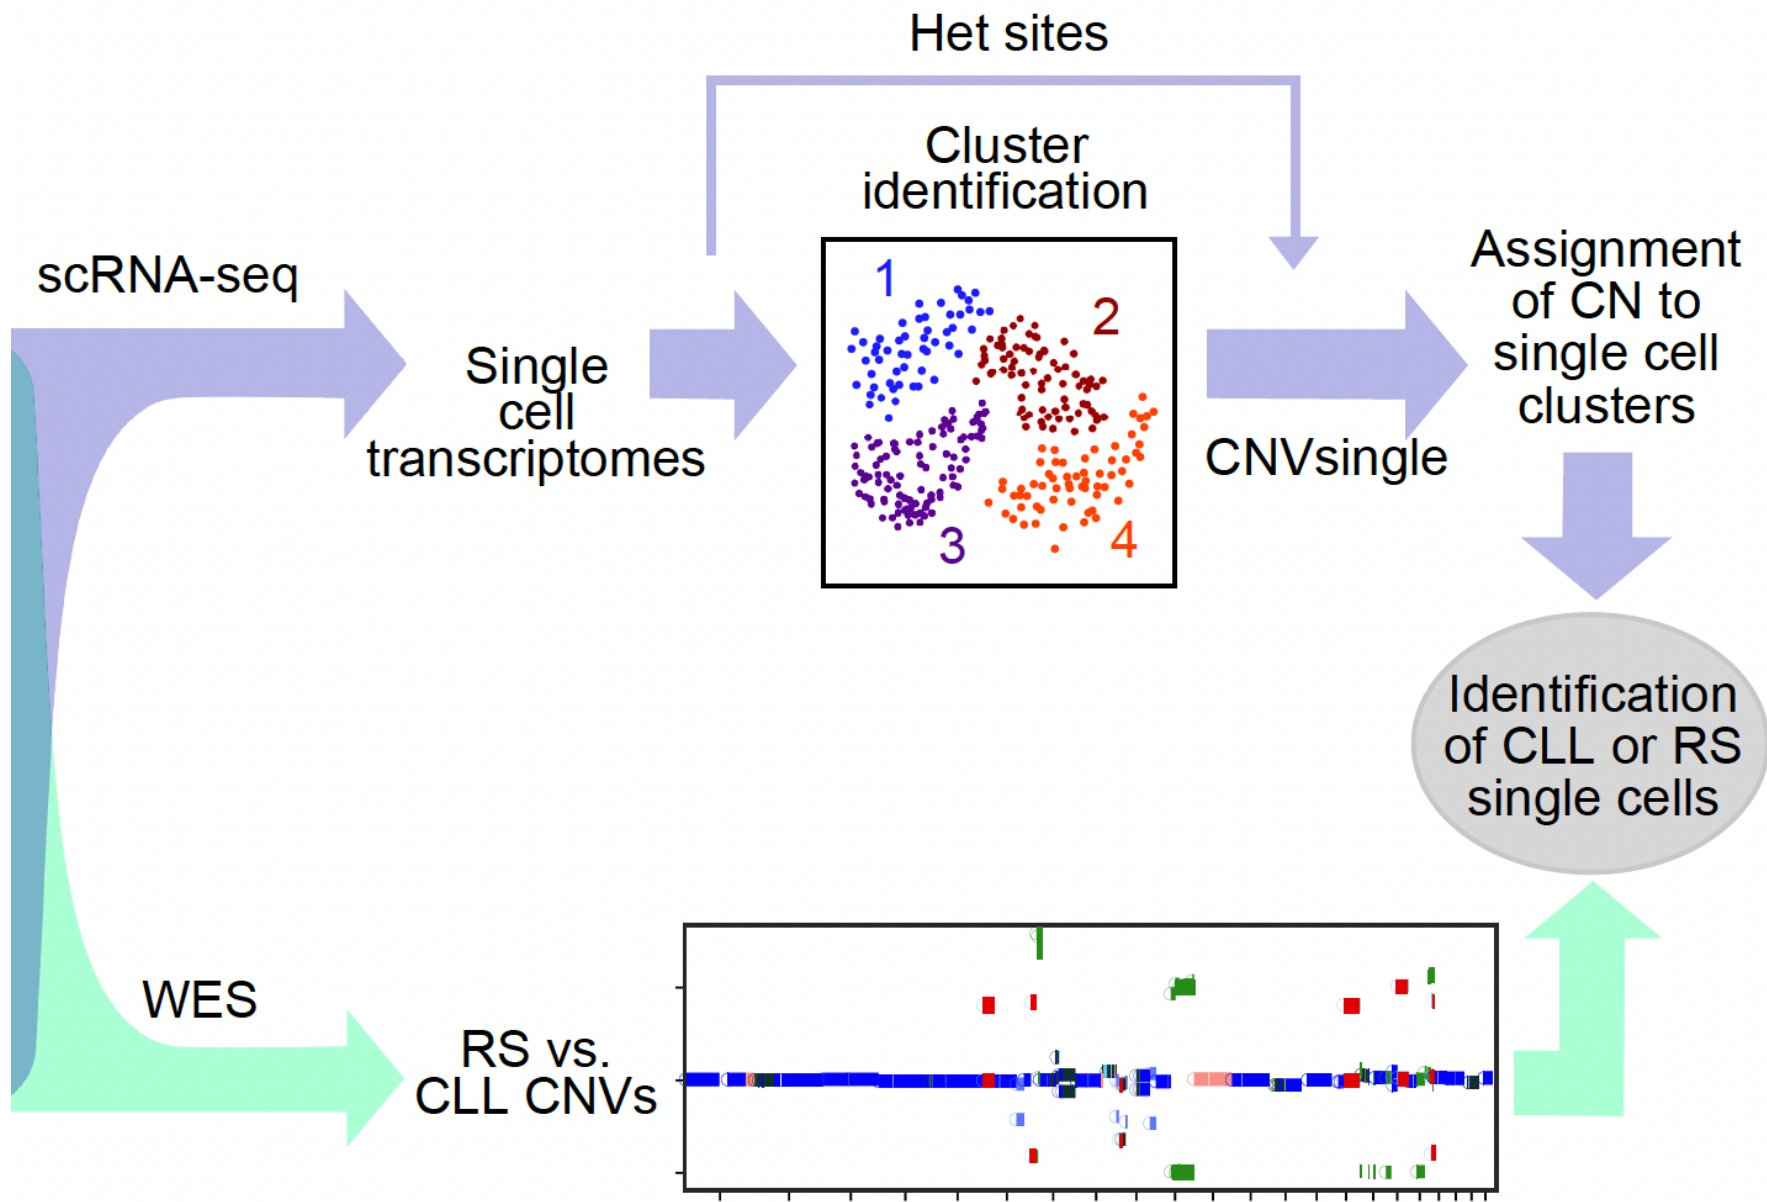 Het sites
Cluster
identification
scRNA-seq
Single
cell
transcriptomes
1
2
3
4
CNVsingle
Assignment
of CN to
single cell
clusters
Identification
of CLL or RS
single cells
WES
RS vs.
CLL CNVs